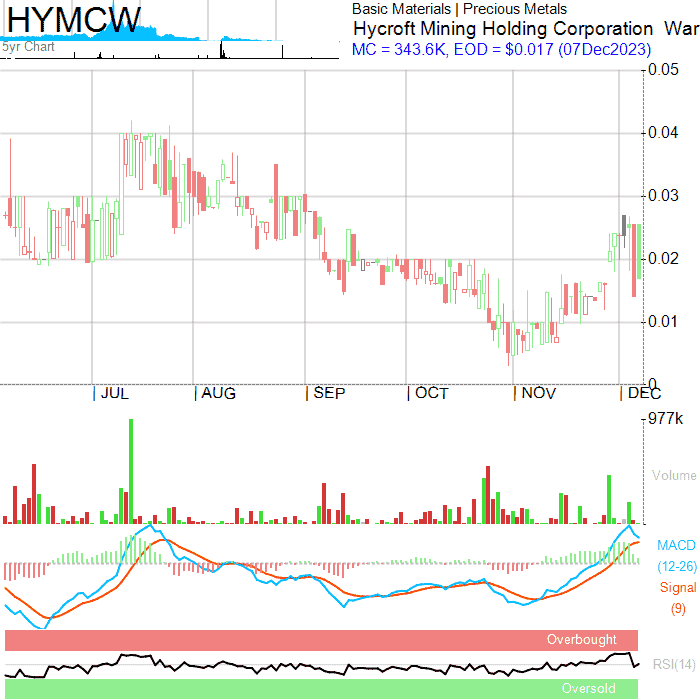 HYMCW
5yr Chart
Basic Materials | Precious Metals
Hycroft Mining Holding Corporation War
MC = 343.6K, EOD = $0.017 (07Dec2023)
0.05
0.04
0.03
0.02
0.01
0
JUL AUG SEP OCT NOV DEC
977k
Volume
MACD
(12-26)
Signal
(9)
Overbought
RSI(14)
Oversold